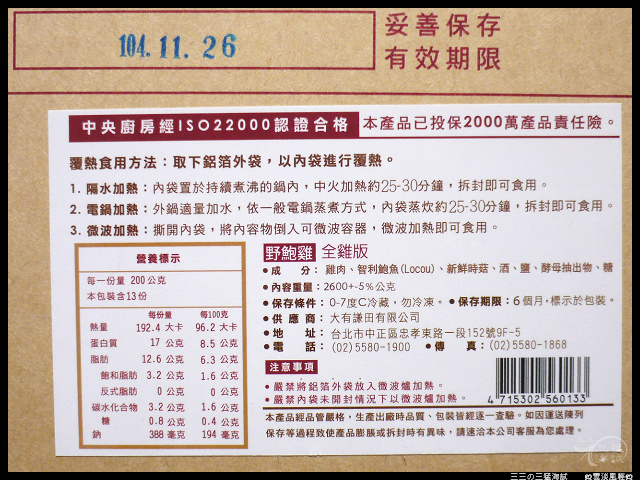 妥善保存
有效期限
104.11.26
中央廚房經ISO22000認證合格 本產品已投保2000萬產品責任險。
覆熱食用方法：取下鋁箔外袋，以內袋進行覆熱。
1. 隔水加熱：內袋置於持續煮沸的鍋內，中火加熱約25-30分鐘，拆封即可食用。
2. 電鍋加熱：外鍋適量加水，依一般電鍋蒸煮方式，內袋蒸炊約25-30分鐘，拆封即可食用。
3. 微波加熱：撕開內袋，將內容物倒入可微波容器，微波加熱即可食用。
營養標示
每一份量 200公克
本包裝含13份
每份量 每100克
熱量 192.4 大卡 96.2 大卡
蛋白質 17 公克 8.5 公克
脂肪 12.6 公克 6.3 公克
飽和脂肪 3.2 公克 1.6 公克
反式脂肪 0 公克 0 公克
碳水化合物 3.2 公克 1.6 公克
糖 0.8 公克 0.4 公克
鈉 388 毫克 194 毫克
野鮑雞 全雞版
●成 分：雞肉、智利鮑魚(Locou)、新鮮時菇、酒、鹽、酵母抽出物、糖
●內容重量：2600+-5%公克
●保存條件：0-7度C冷藏，勿冷凍。●保存期限：6個月，標示於包裝。
●供應商：大有謙田有限公司
●地 址：台北市中正區忠孝東路一段152號9F-5
●電 話：(02)5580-1900 ●傳 真：(02)5580-1868
注意事項
●嚴禁將鋁箔外袋放入微波爐加熱。
●嚴禁內袋未開封情況下以微波爐加熱。
4 715302 560133
本產品經品管嚴格，生產出廠時品質、包裝皆經逐一查驗。如因運送陳列
保存等過程致使產品膨脹或拆封時有異味，請速洽本公司客服為您處理。
三三の三猛海試